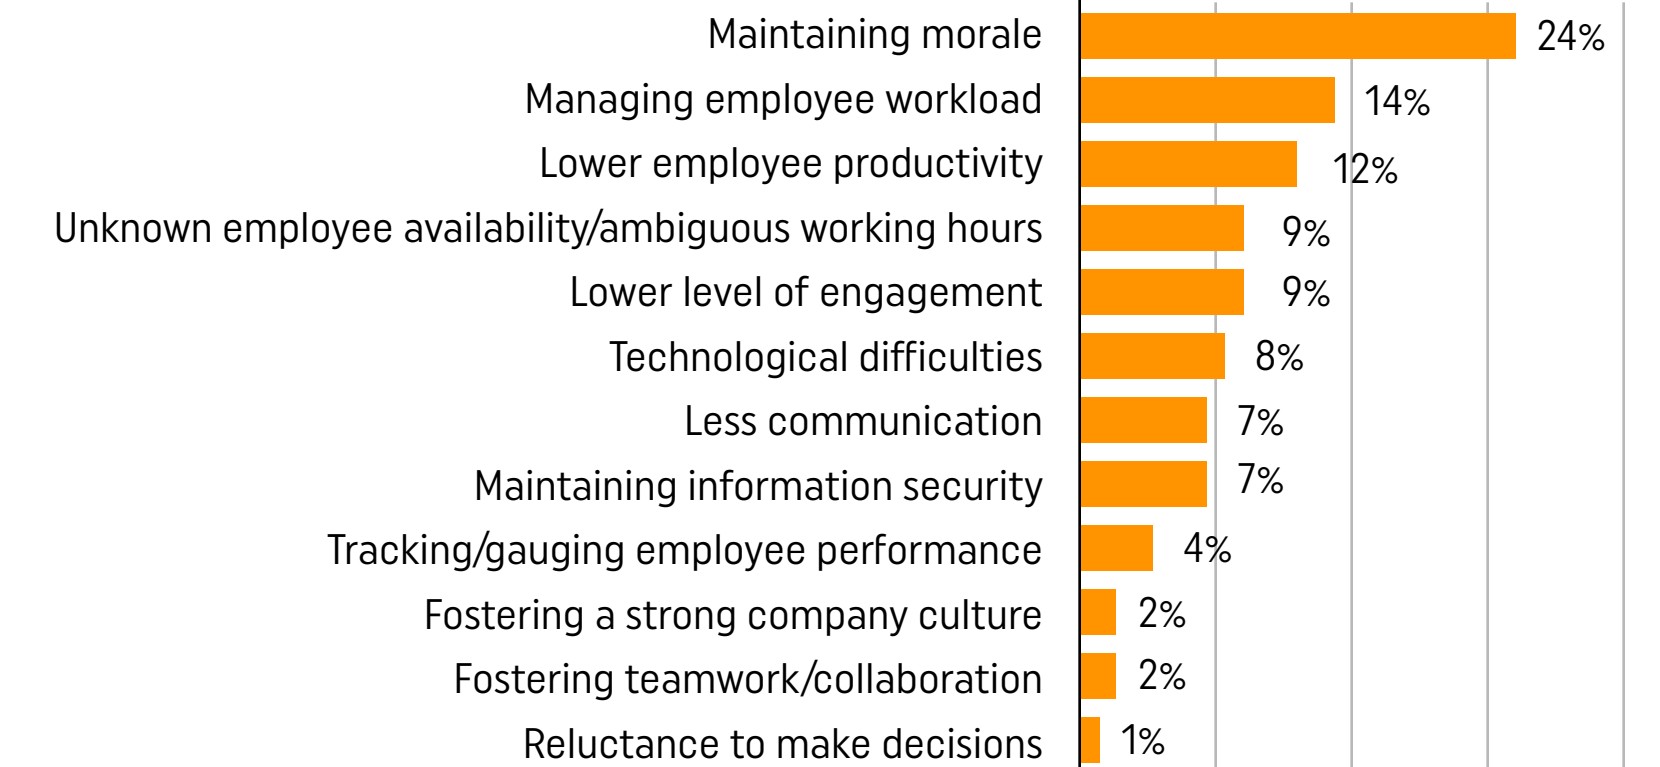 Maintaining morale 24%
Managing employee workload 14%
Lower employee productivity 12%
Unknown employee availability/ambiguous working hours 9%
Lower level of engagement 9%
Technological difficulties 8%
Less communication 7%
Maintaining information security 7%
Tracking/gauging employee performance 4%
Fostering a strong company culture 2%
Fostering teamwork/collaboration 2%
Reluctance to make decisions 1%